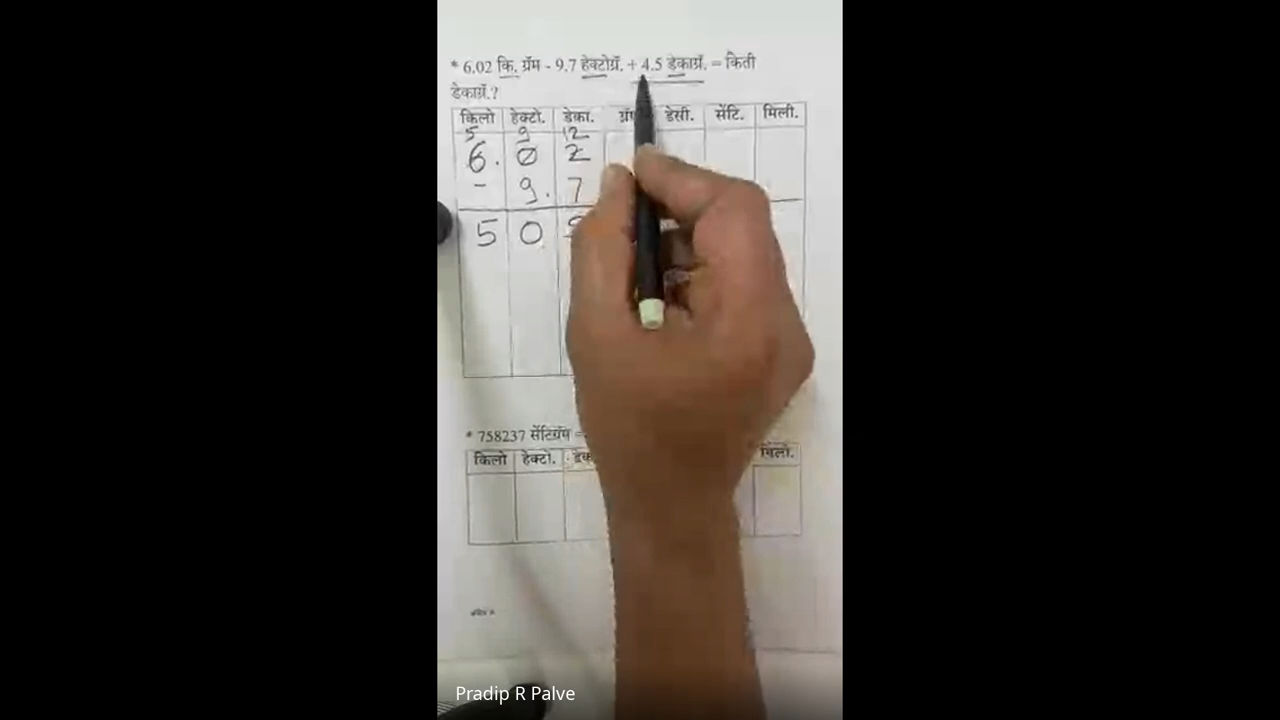 * 6.02 कि. ग्रॅम - 9.7 हेक्टोग्रॅ. + 4.5 डेकाग्रॅ. = किती
डेकाग्रॅ.?
किलो हेक्टो. डेका. डेसी. सेंटि. मिली.
5 9 12
6. 0 2
- 9. 7
5 0
* 758237 सेंटिग्रॅम =
किलो हेक्टो. मिली.
Pradip R Palve